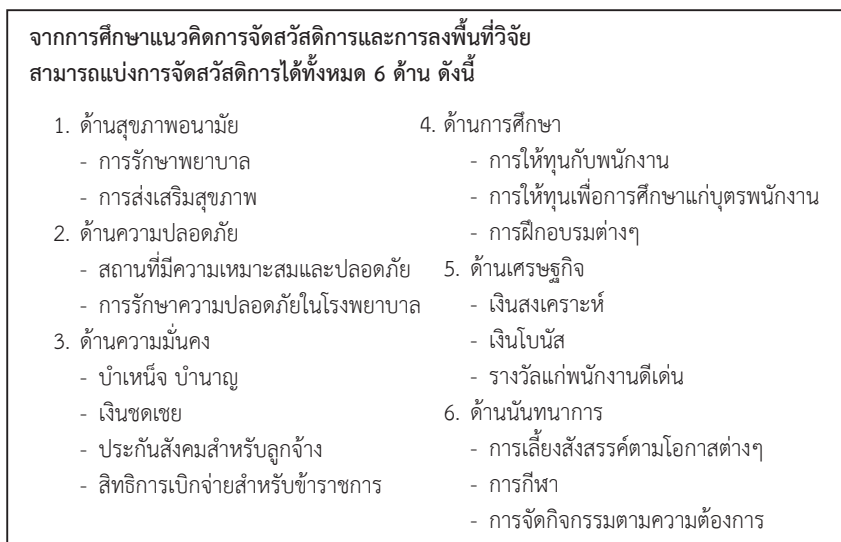 จากการศึกษาแนวคิดการจัดสวัสดิการและการลงพื้นที่วิจัย
สามารถแบ่งการจัดสวัสดิการได้ทั้งหมด 6 ด้าน ดังนี้
1. ด้านสุขภาพอนามัย
- การรักษาพยาบาล
- การส่งเสริมสุขภาพ
2. ด้านความปลอดภัย
- สถานที่มีความเหมาะสมและปลอดภัย
- การรักษาความปลอดภัยในโรงพยาบาล
3. ด้านความมั่นคง
- บำเหน็จ บำนาญ
- เงินชดเชย
- ประกันสังคมสำหรับลูกจ้าง
- สิทธิการเบิกจ่ายสำหรับข้าราชการ
4. ด้านการศึกษา
- การให้ทุนกับพนักงาน
- การให้ทุนเพื่อการศึกษาแก่บุตรพนักงาน
- การฝึกอบรมต่างๆ
5. ด้านเศรษฐกิจ
- เงินสงเคราะห์
- เงินโบนัส
- รางวัลแก่พนักงานดีเด่น
6. ด้านนันทนาการ
- การเลี้ยงสังสรรค์ตามโอกาสต่างๆ
- การกีฬา
- การจัดกิจกรรมตามความต้องการ